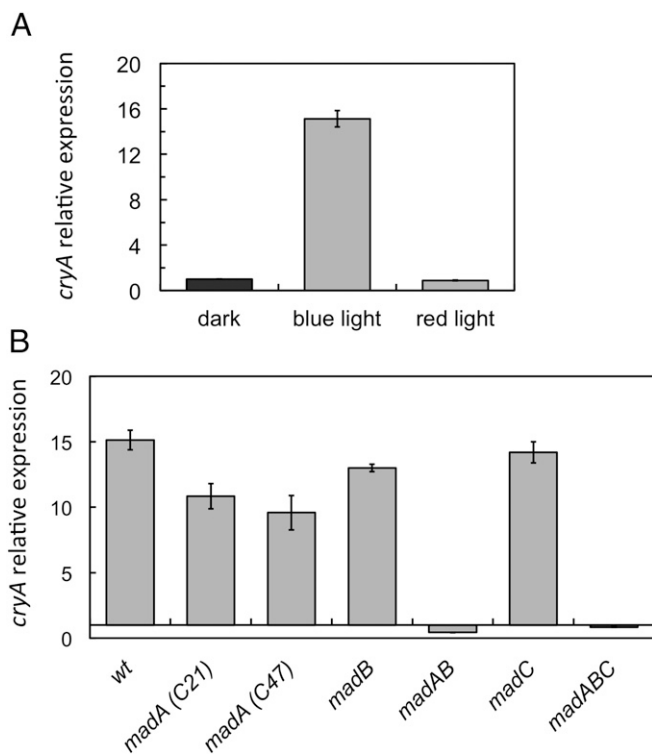 A
cryA relative expression
20
16
12
8
4
0
dark blue light red light
B
cryA relative expression
20
15
10
5
0
wt
madA (C21)
madA (C47)
madB
madAB
madC
madABC